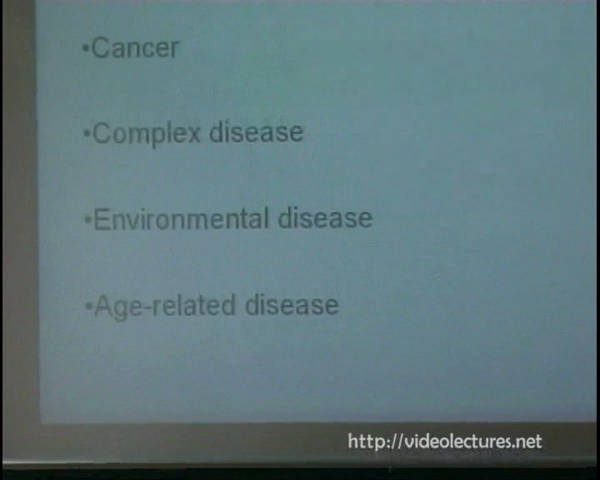 •Cancer
•Complex disease
•Environmental disease
•Age-related disease
http://videolectures.net